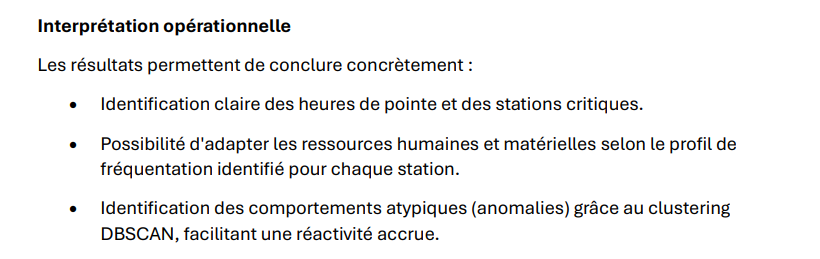 Interprétation opérationnelle
Les résultats permettent de conclure concrètement :
• Identification claire des heures de pointe et des stations critiques.
• Possibilité d'adapter les ressources humaines et matérielles selon le profil de
fréquentation identifié pour chaque station.
• Identification des comportements atypiques (anomalies) grâce au clustering
DBSCAN, facilitant une réactivité accrue.